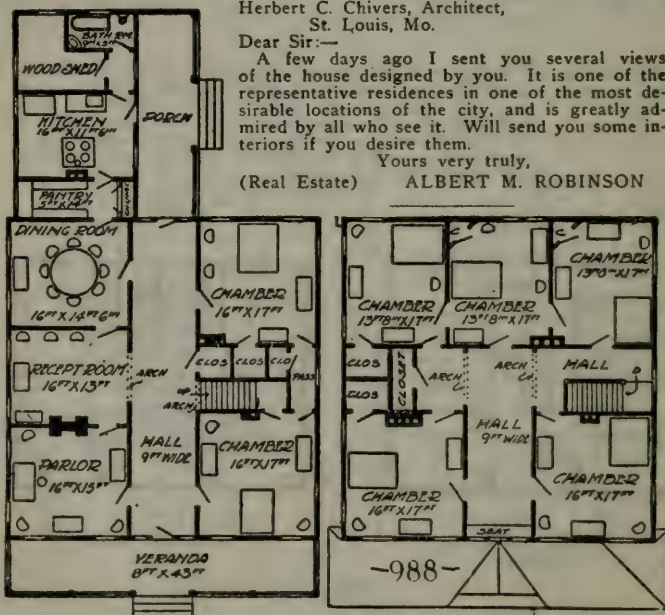 Herbert C. Chivers, Architect,
St. Louis, Mo.
Dear Sir:—
A few days ago I sent you several views
of the house designed by you. It is one of the
representative residences in one of the most de-
sirable locations of the city, and is greatly ad-
mired by all who see it. Will send you some in-
teriors if you desire them.
Yours very truly,
(Real Estate) ALBERT M. ROBINSON
BATH RM
WOOD SHED
KITCHEN
16FT X 11FT 6IN
PORCH
PANTRY
5FT X 14FT
DINING ROOM
16FT X 14FT 6IN
CHAMBER
16FT X 17FT
RECEPT ROOM
16FT X 13FT
ARCH
CLOS
CLOS
CLO
PASS
UP
ARCH
HALL
9FT WIDE
PARLOR
16FT X 15FT
CHAMBER
16FT X 17FT
VERANDA
8FT X 43FT
C
C
CHAMBER
13FT 8IN X 17FT
CHAMBER
13FT 8IN X 17FT
CHAMBER
13FT 8IN X 17FT
CLOS
CLOSET
CLOS
ARCH
ARCH
HALL
HALL
9FT WIDE
CHAMBER
16FT X 17FT
CHAMBER
16FT X 17FT
SEAT
-988-